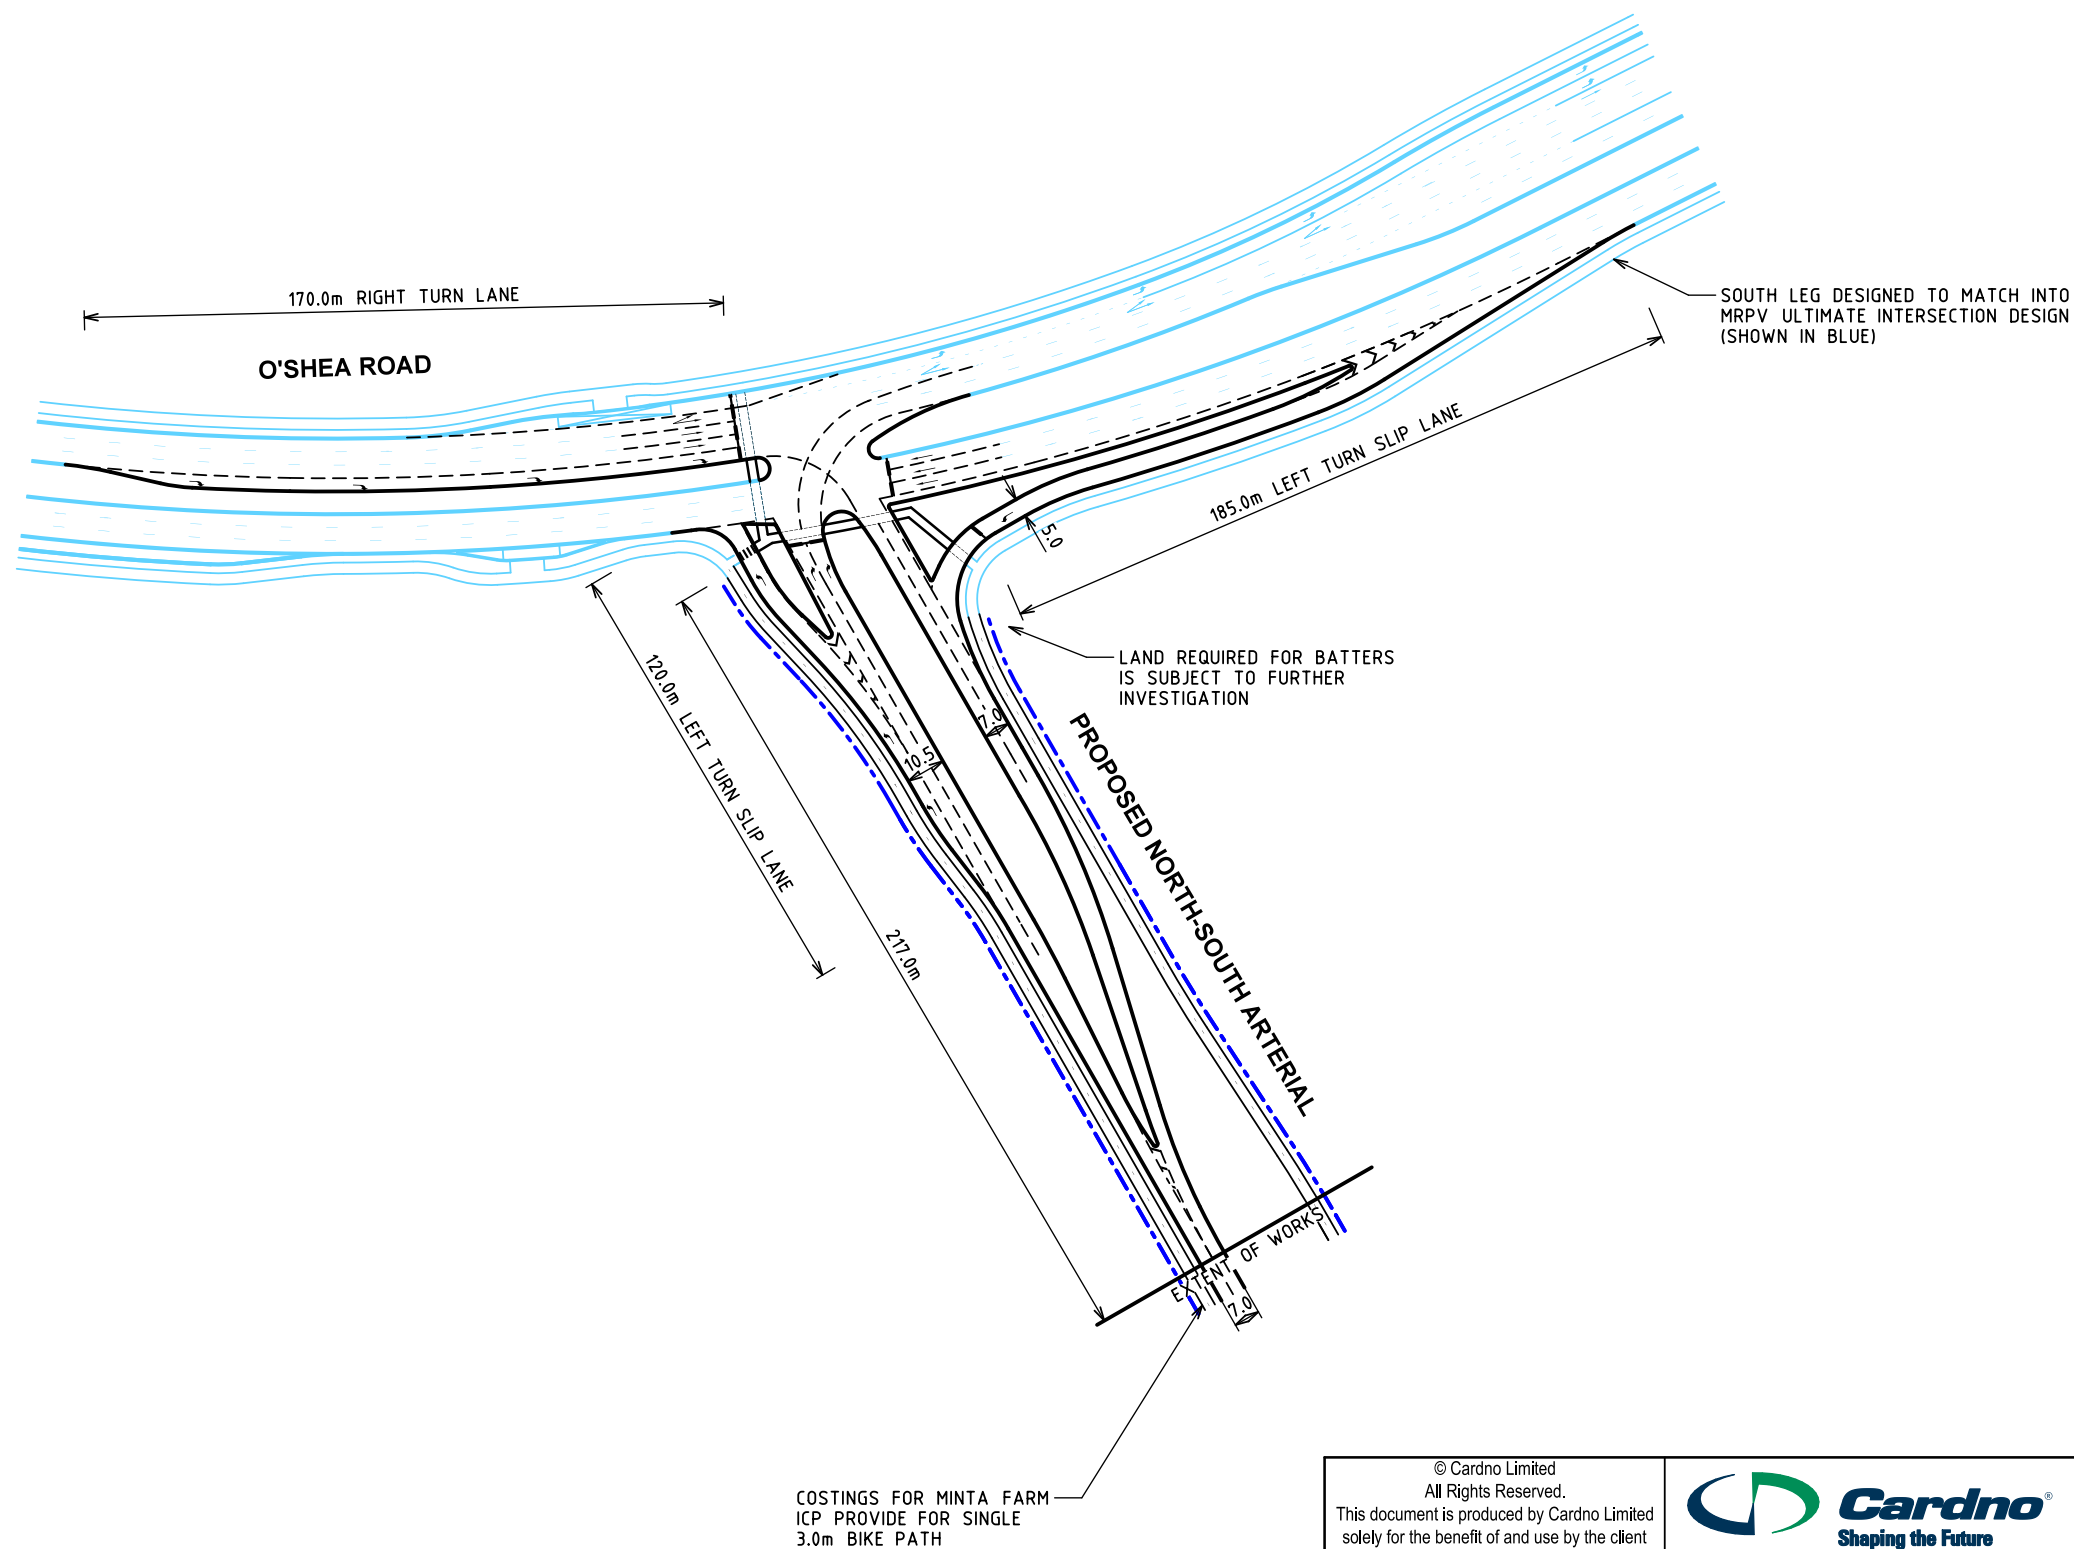 170.0m RIGHT TURN LANE
O'SHEA ROAD
SOUTH LEG DESIGNED TO MATCH INTO
MRPV ULTIMATE INTERSECTION DESIGN
(SHOWN IN BLUE)
185.0m LEFT TURN SLIP LANE
5.0
LAND REQUIRED FOR BATTERS
IS SUBJECT TO FURTHER
INVESTIGATION
120.0m LEFT TURN SLIP LANE
7.0
10.5
PROPOSED NORTH-SOUTH ARTERIAL
217.0m
EXTENT OF WORKS
7.0
COSTINGS FOR MINTA FARM
ICP PROVIDE FOR SINGLE
3.0m BIKE PATH
© Cardno Limited
All Rights Reserved.
This document is produced by Cardno Limited
solely for the benefit of and use by the client
Cardno®
Shaping the Future